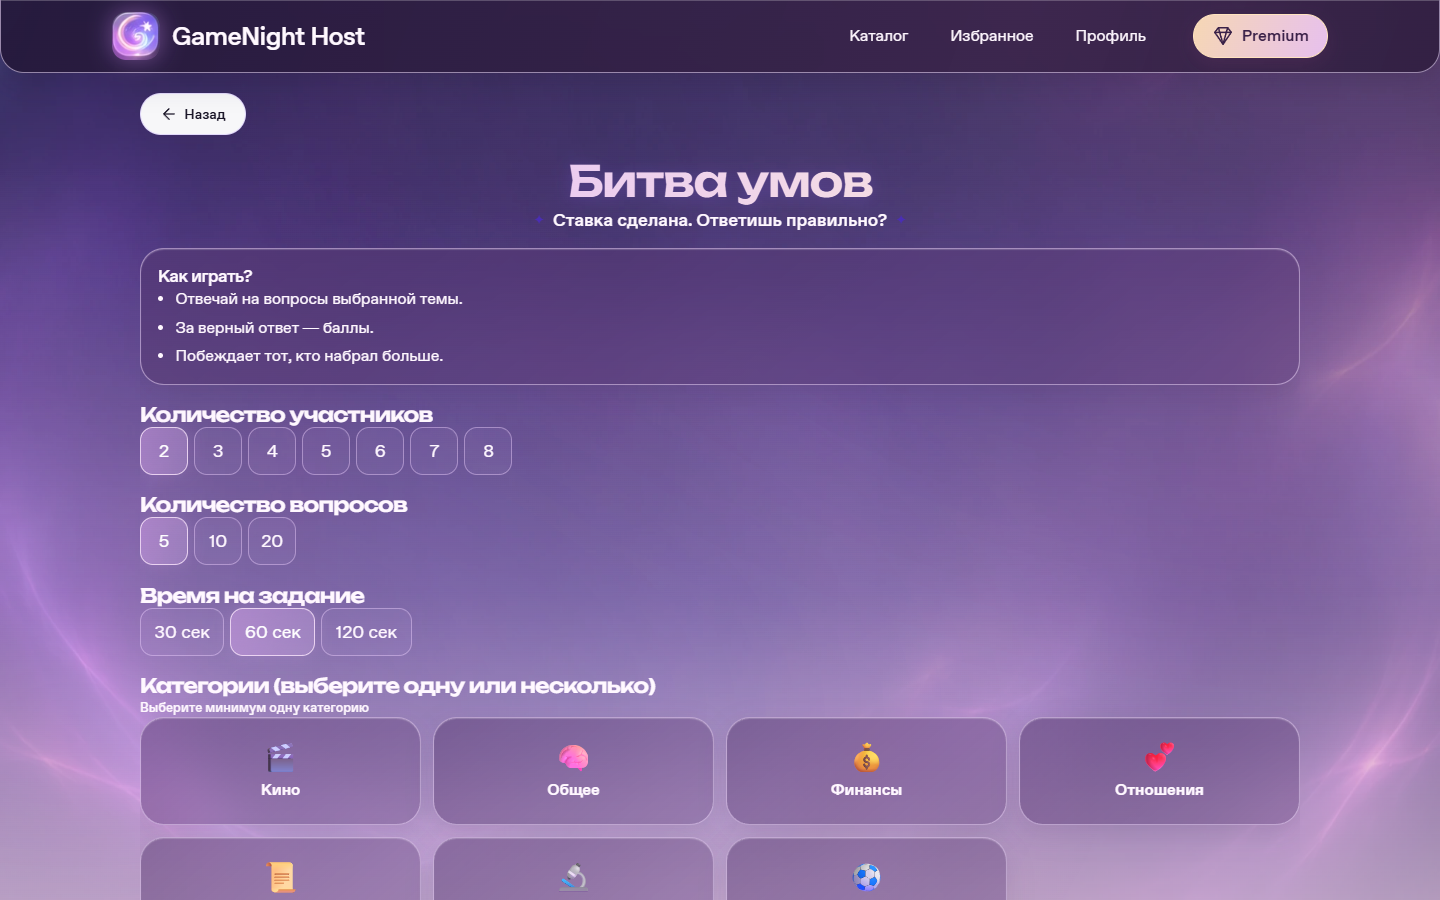 GameNight Host
Каталог
Избранное
Профиль
Premium
Назад
Битва умов
Ставка сделана. Ответишь правильно?
Как играть?
• Отвечай на вопросы выбранной темы.
• За верный ответ — баллы.
• Побеждает тот, кто набрал больше.
Количество участников
2 3 4 5 6 7 8
Количество вопросов
5 10 20
Время на задание
30 сек 60 сек 120 сек
Категории (выберите одну или несколько)
Выберите минимум одну категорию
Кино
Общее
Финансы
Отношения